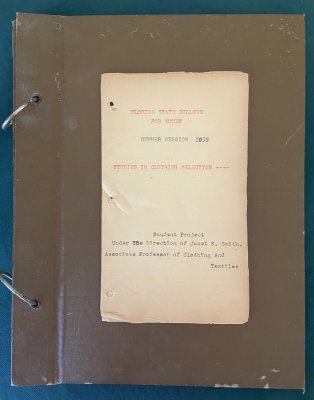 FLORIDA STATE COLLEGE
FOR WOMEN
SUMMER SESSION 1939
STUDIES IN CLOTHING SELECTION ----
Student Project
Under The Direction of Janet E. Smith,
Associate Professor of Clothing And
Textiles